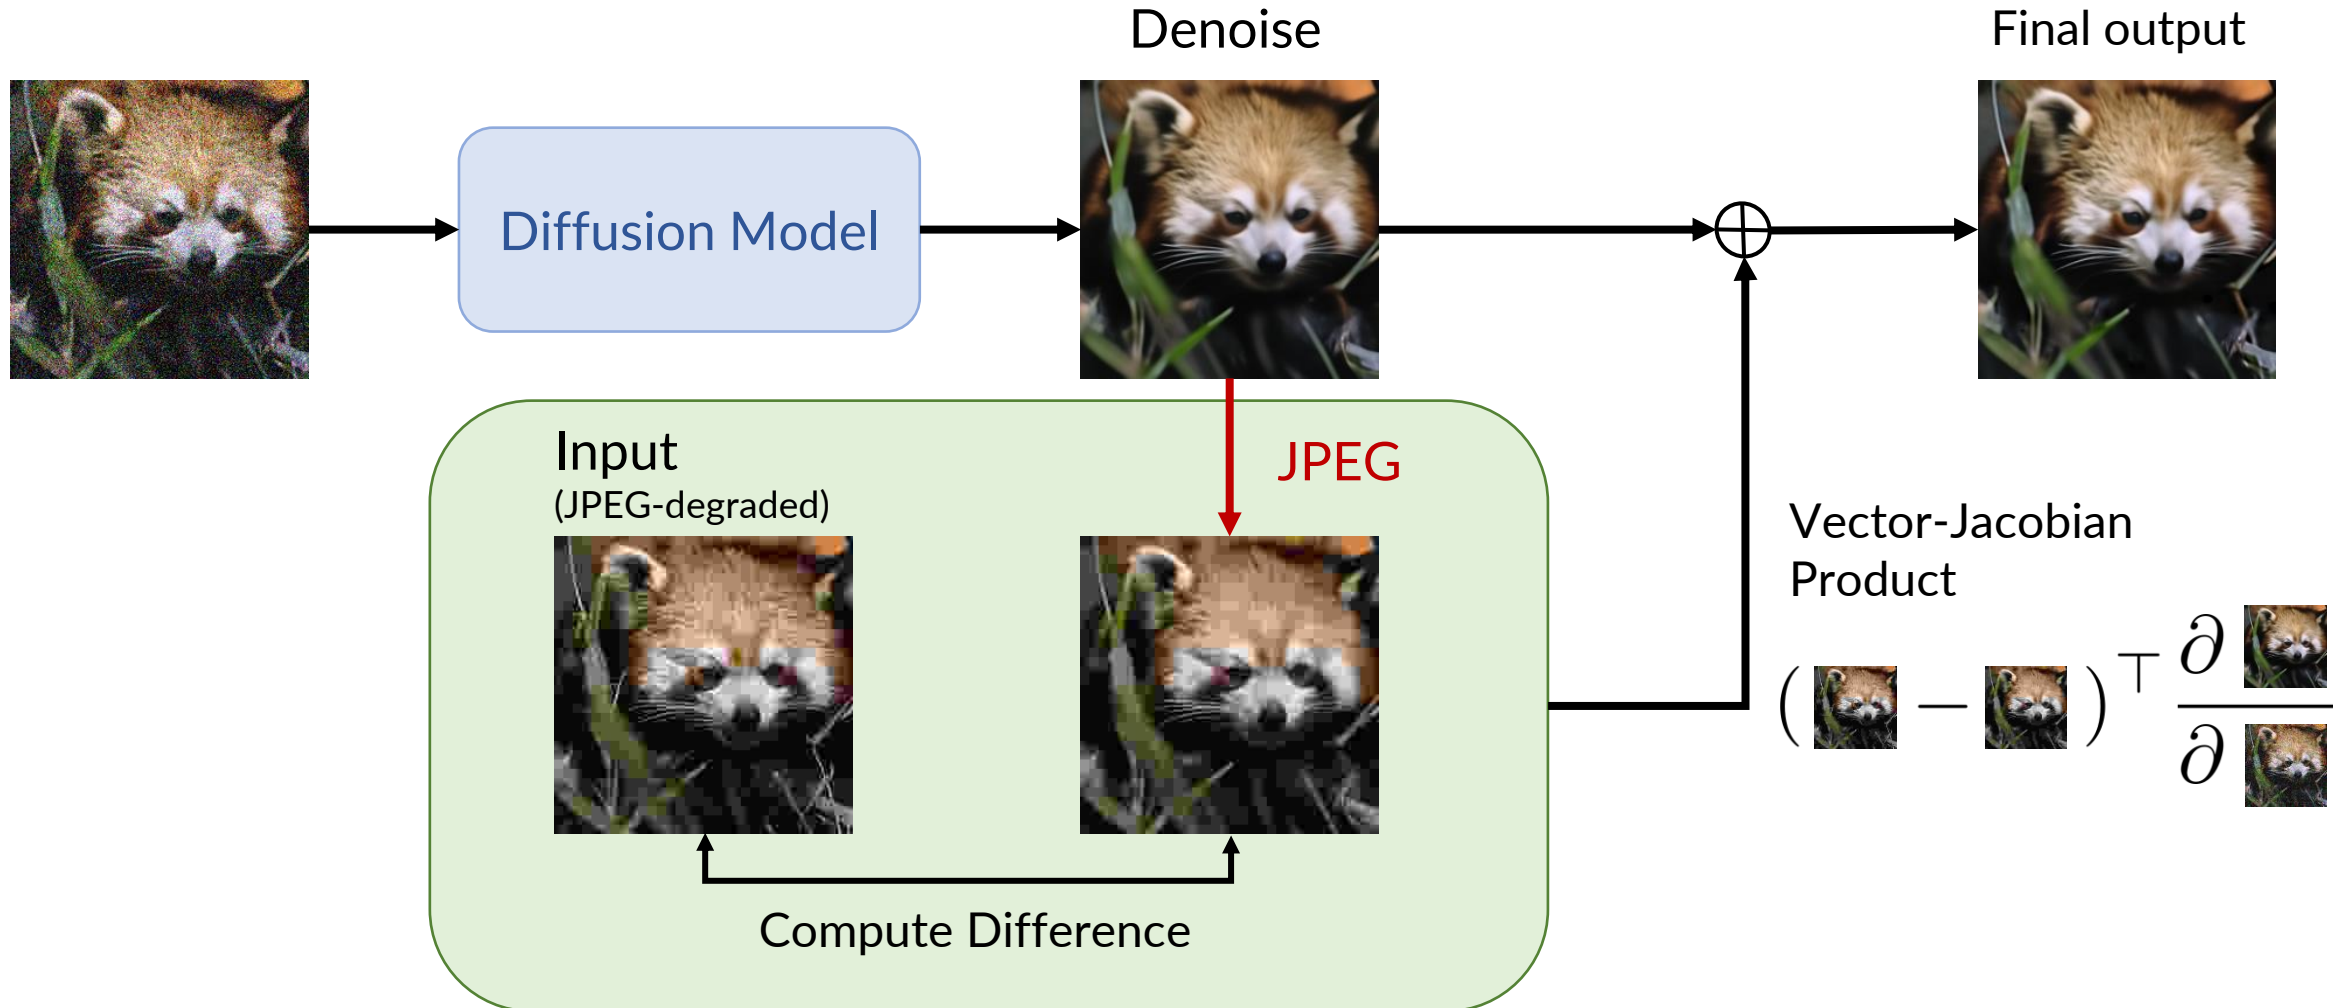 Denoise
Final output
Diffusion Model
Input
(JPEG-degraded)
JPEG
Compute Difference
Vector-Jacobian
Product
( − )⊤ ∂
∂